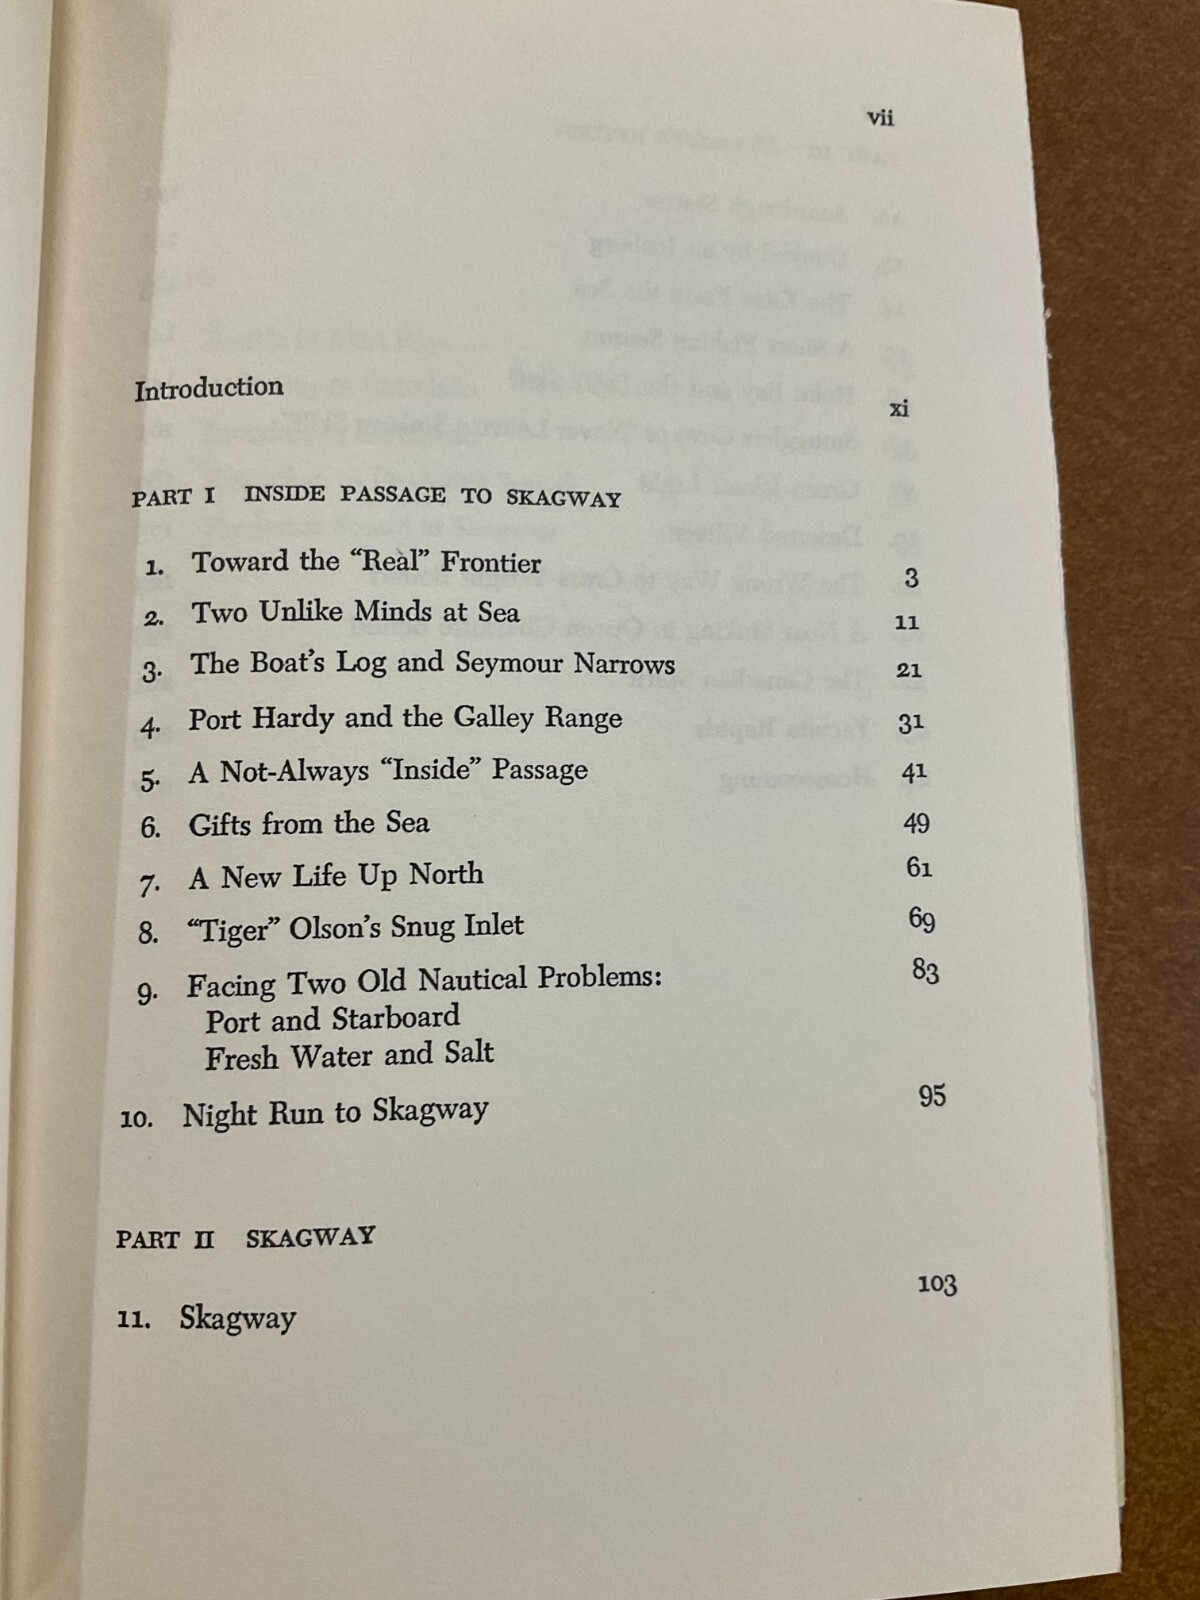 vii
Introduction xi
PART I INSIDE PASSAGE TO SKAGWAY
1. Toward the “Real” Frontier 3
2. Two Unlike Minds at Sea 11
3. The Boat’s Log and Seymour Narrows 21
4. Port Hardy and the Galley Range 31
5. A Not-Always “Inside” Passage 41
6. Gifts from the Sea 49
7. A New Life Up North 61
8. “Tiger” Olson’s Snug Inlet 69
9. Facing Two Old Nautical Problems: 83
Port and Starboard
Fresh Water and Salt
10. Night Run to Skagway 95
PART II SKAGWAY
11. Skagway 103